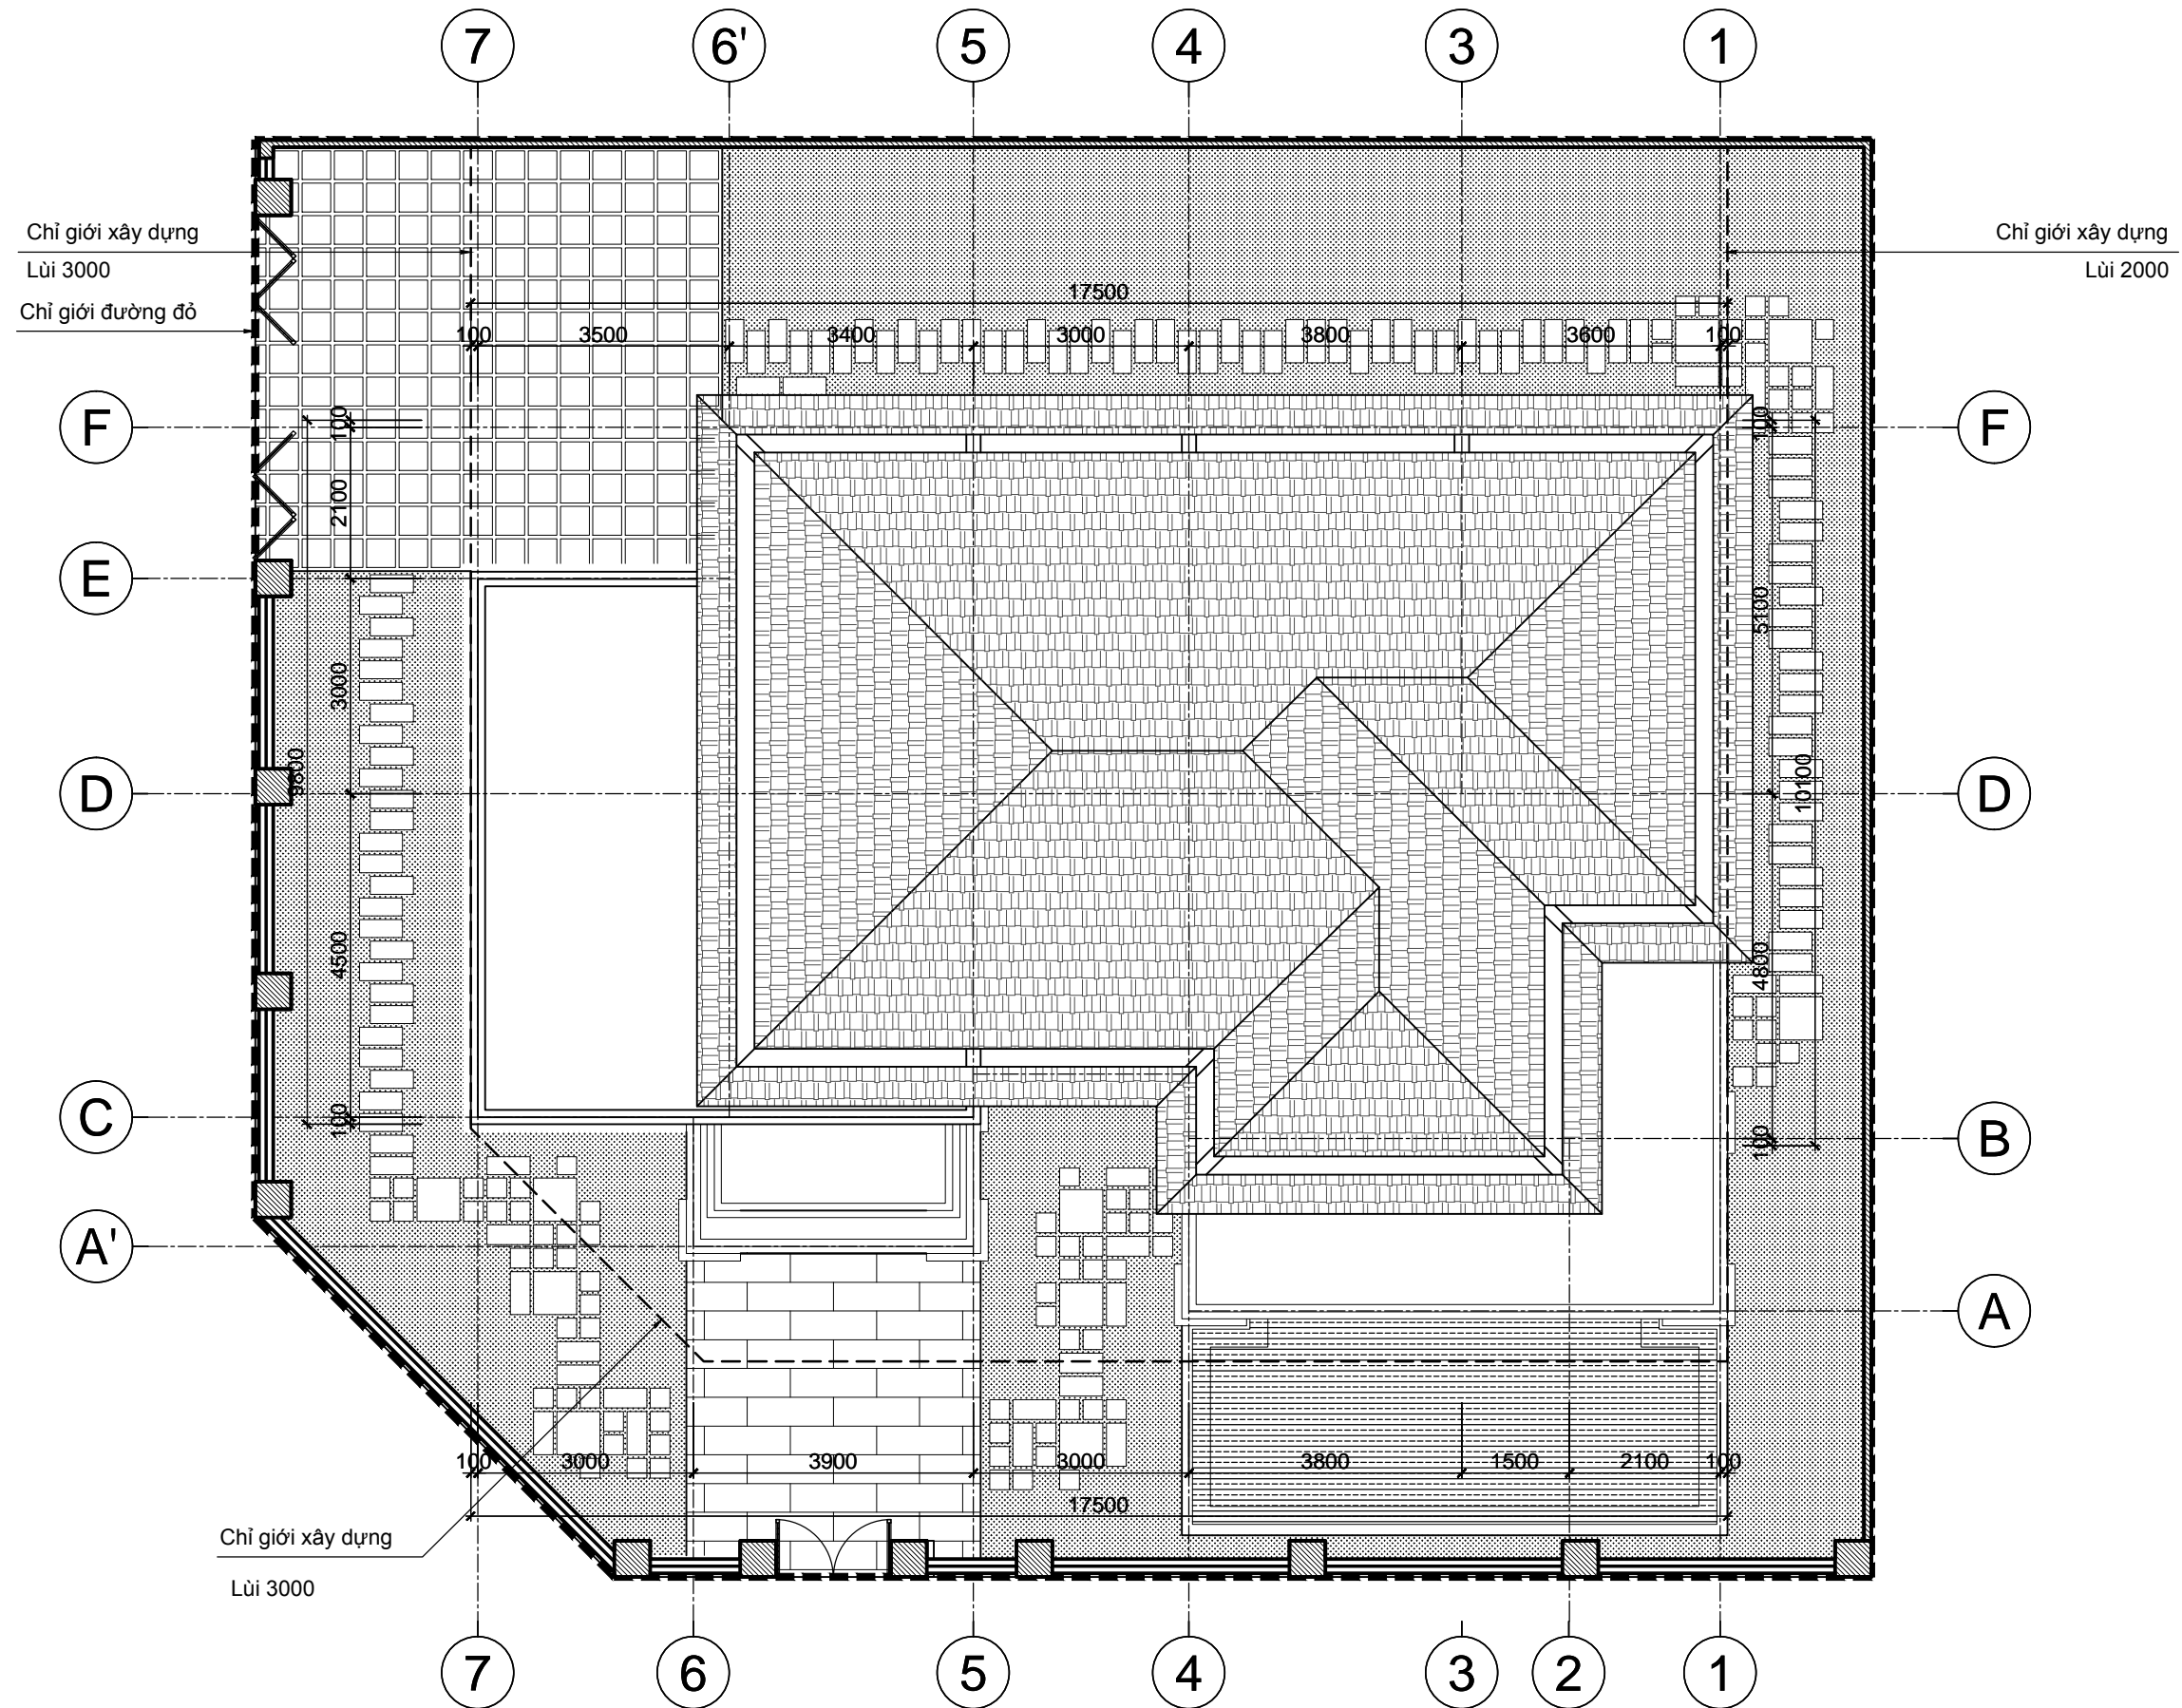 7
6'
5
4
3
1
Chỉ giới xây dựng
Lùi 3000
Chỉ giới đường đỏ
Chỉ giới xây dựng
Lùi 2000
17500
100
3500
3400
3000
3800
3600
100
F
100
100
F
2100
E
5100
3000
D
9800
10100
D
4500
4800
C
100
100
B
A'
A
100
3000
3900
3000
3800
1500
2100
100
17500
Chỉ giới xây dựng
Lùi 3000
7
6
5
4
3
2
1